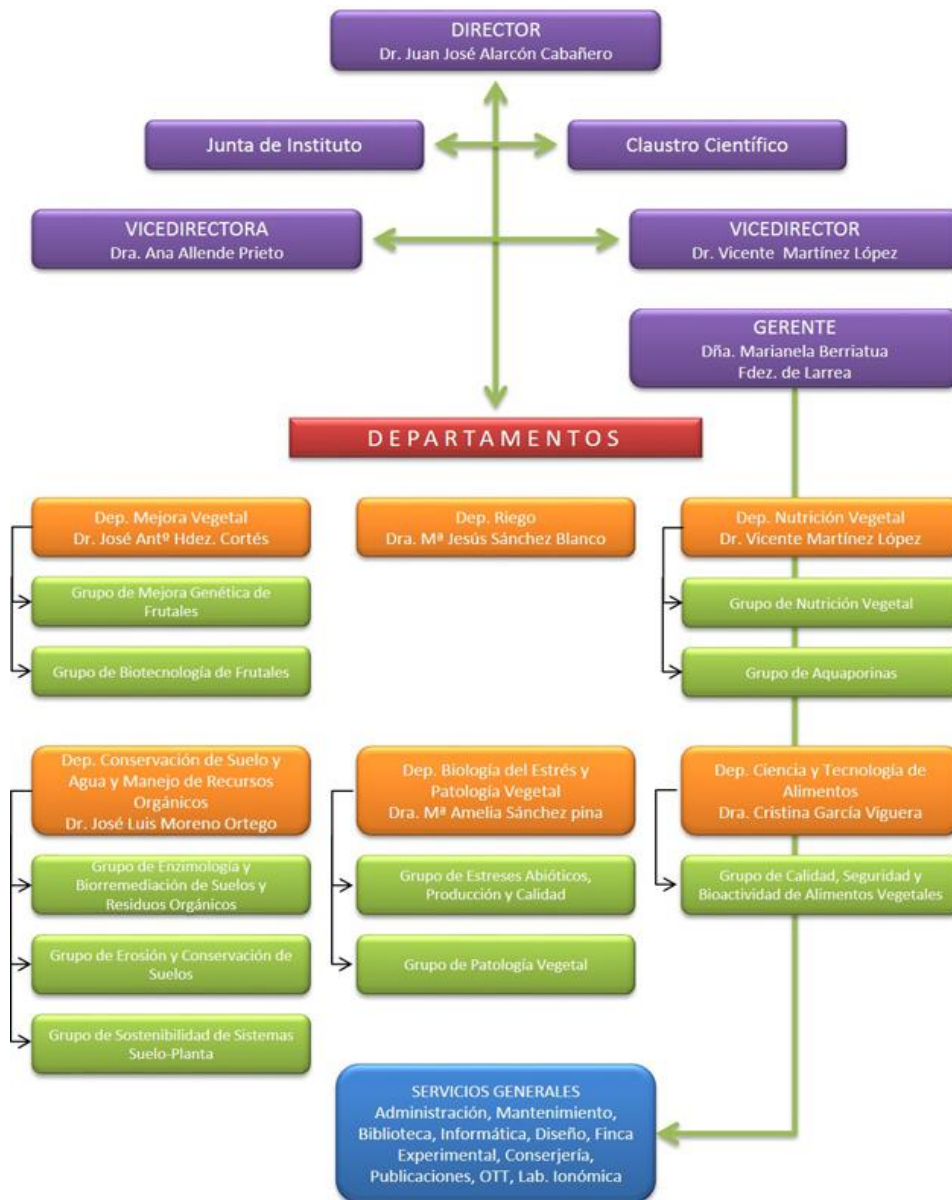 DIRECTOR
Dr. Juan José Alarcón Cabañero
Junta de Instituto
Claustro Científico
VICEDIRECTORA
Dra. Ana Allende Prieto
VICEDIRECTOR
Dr. Vicente Martínez López
GERENTE
Dña. Marianela Berriatua
Fdez. de Larrea
DEPARTAMENTOS
Dep. Mejora Vegetal
Dr. José Antº Hdez. Cortés
Grupo de Mejora Genética de
Frutales
Grupo de Biotecnología de Frutales
Dep. Riego
Dra. Mª Jesús Sánchez Blanco
Dep. Nutrición Vegetal
Dr. Vicente Martínez López
Grupo de Nutrición Vegetal
Grupo de Aquaporinas
Dep. Conservación de Suelo y
Agua y Manejo de Recursos
Orgánicos
Dr. José Luis Moreno Ortego
Grupo de Enzimología y
Biorremediación de Suelos y
Residuos Orgánicos
Grupo de Erosión y Conservación de
Suelos
Grupo de Sostenibilidad de Sistemas
Suelo-Planta
Dep. Biología del Estrés y
Patología Vegetal
Dra. Mª Amelia Sánchez pina
Grupo de Estreses Abióticos,
Producción y Calidad
Grupo de Patología Vegetal
Dep. Ciencia y Tecnología de
Alimentos
Dra. Cristina García Viguera
Grupo de Calidad, Seguridad y
Bioactividad de Alimentos Vegetales
SERVICIOS GENERALES
Administración, Mantenimiento,
Biblioteca, Informática, Diseño, Finca
Experimental, Conserjería,
Publicaciones, OTT, Lab. Ionómica